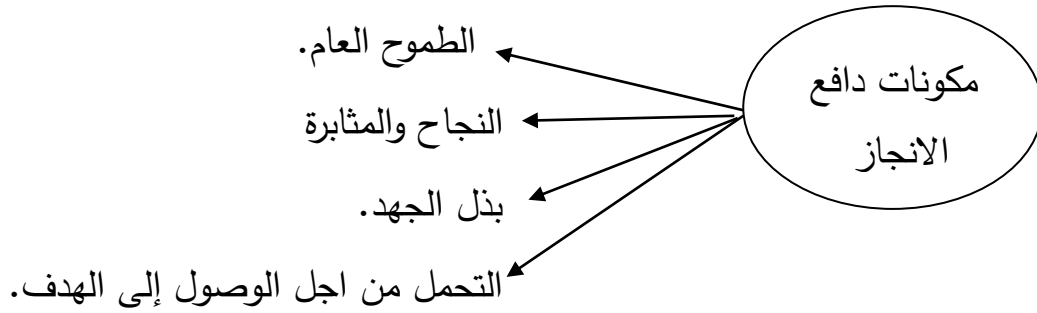 مكونات دافع
الانجاز
الطموح العام.
النجاح والمثابرة
بذل الجهد.
التحمل من اجل الوصول إلى الهدف.